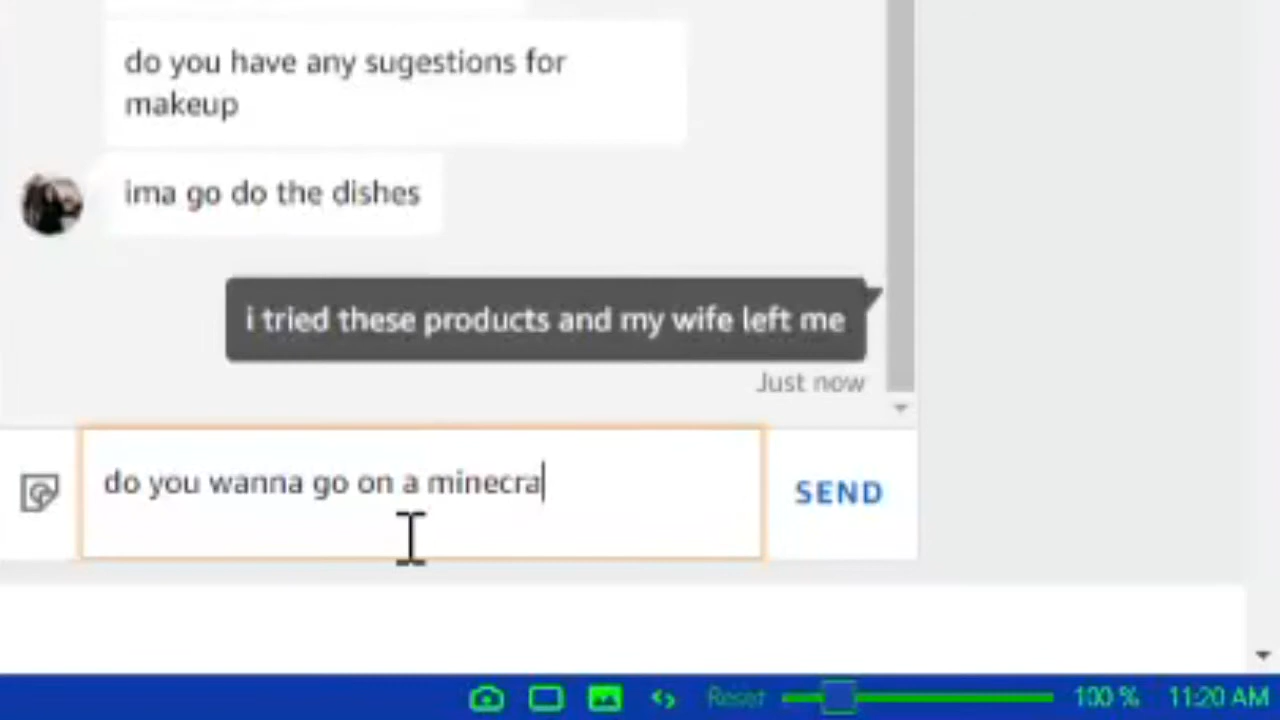 do you have any sugestions for
makeup
ima go do the dishes
i tried these products and my wife left me
Just now
do you wanna go on a minecra
SEND
Reset 100 % 11:20 AM